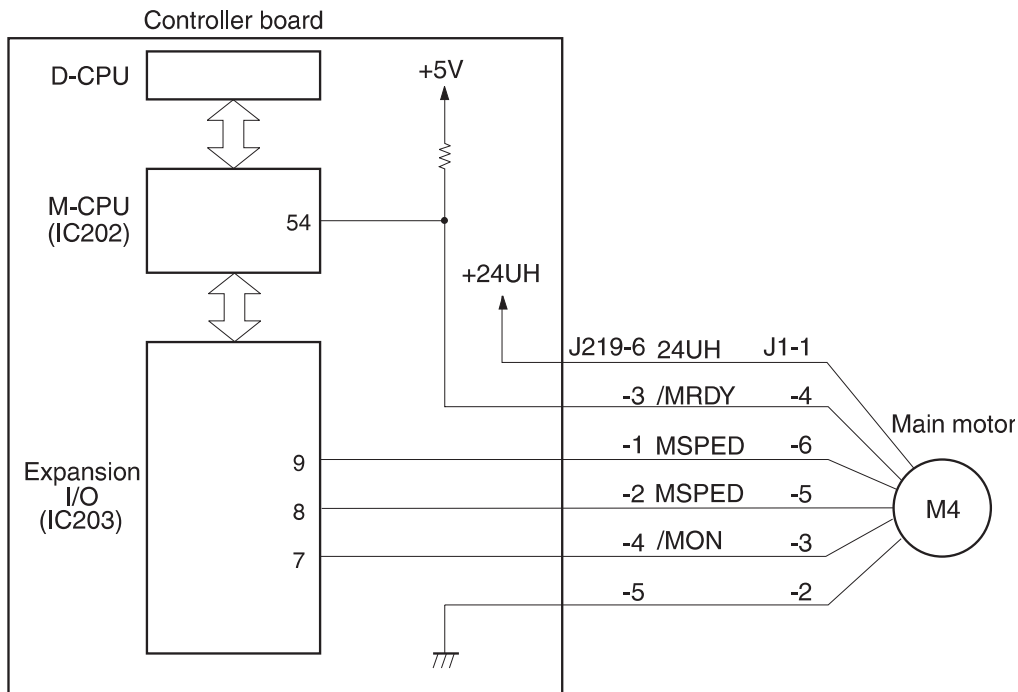 Controller board
D-CPU
+5V
M-CPU
(IC202)
54
+24UH
J219-6 24UH J1-1
-3 /MRDY -4
Main motor
-1 MSPED -6
9
Expansion
I/O
(IC203)
-2 MSPED -5
8
M4
-4 /MON -3
7
-5 -2